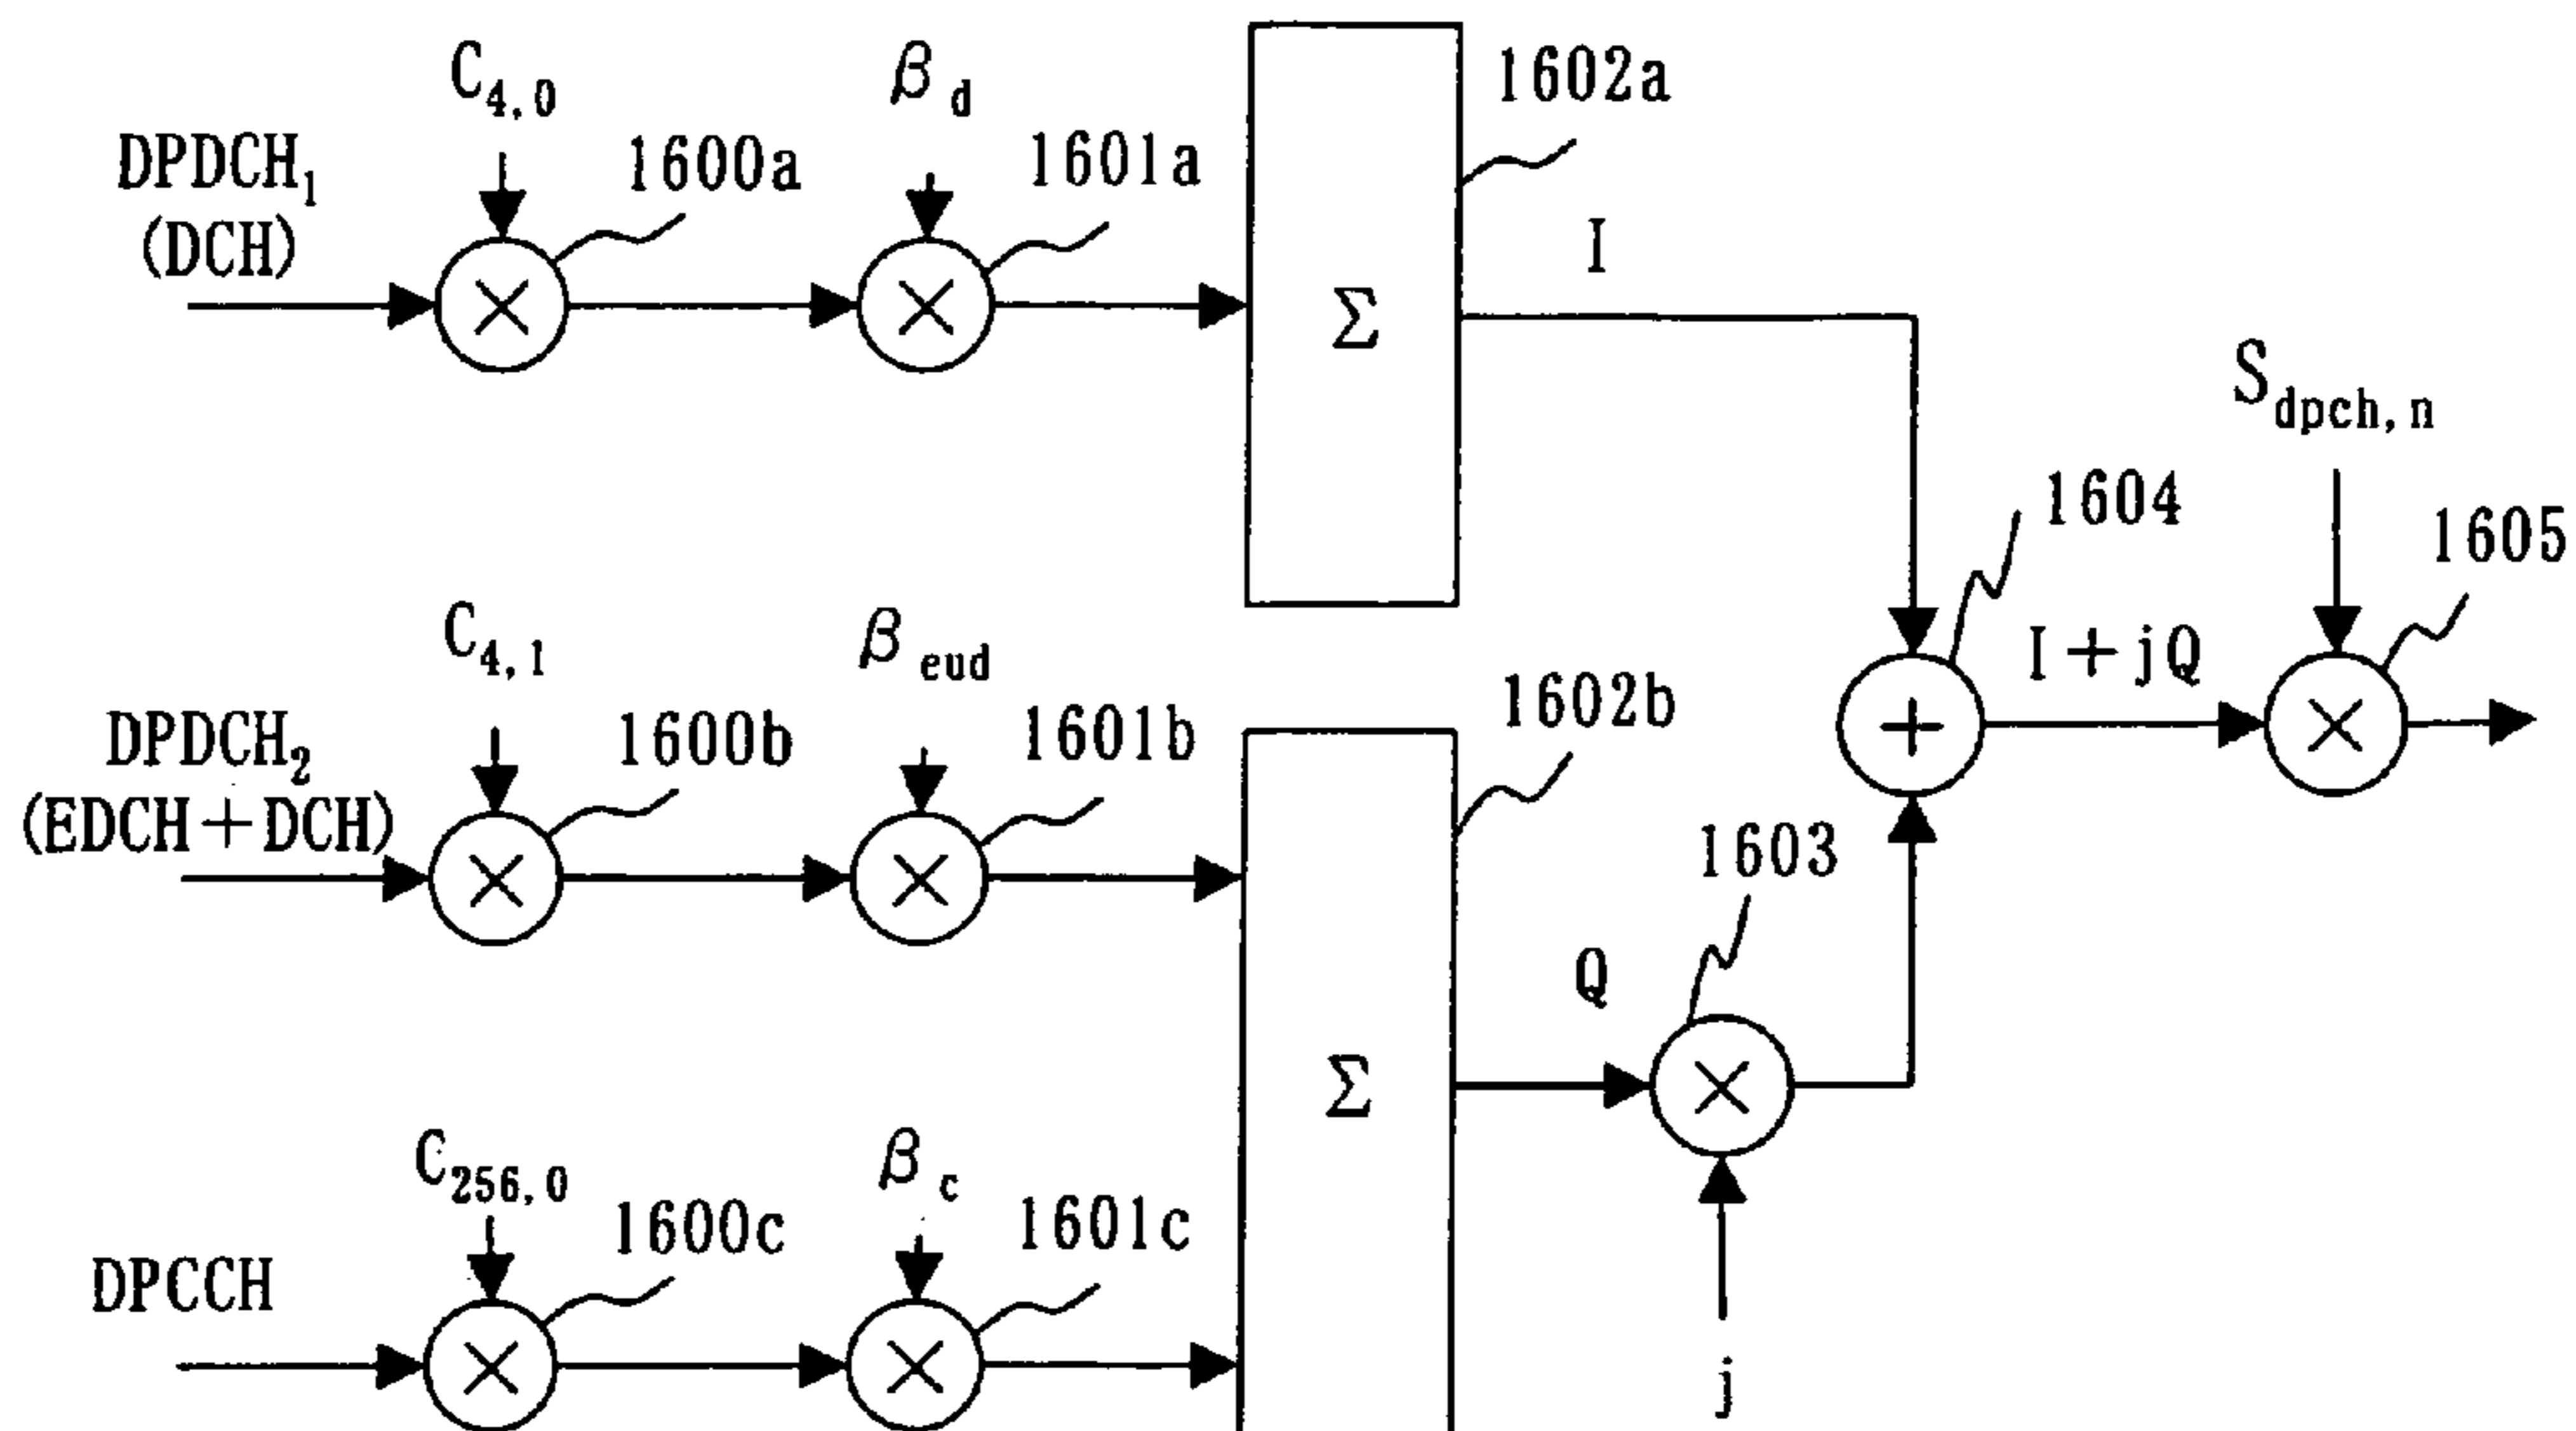 C4,0
βd
1602a
DPDCH1
(DCH)
1600a
1601a
I
Σ
Sdpch,n
1604
1605
C4,1
βeud
I+jQ
1602b
DPDCH2
(EDCH+DCH)
1600b
1601b
1603
Q
Σ
C256,0
βc
1600c
1601c
DPCCH
j